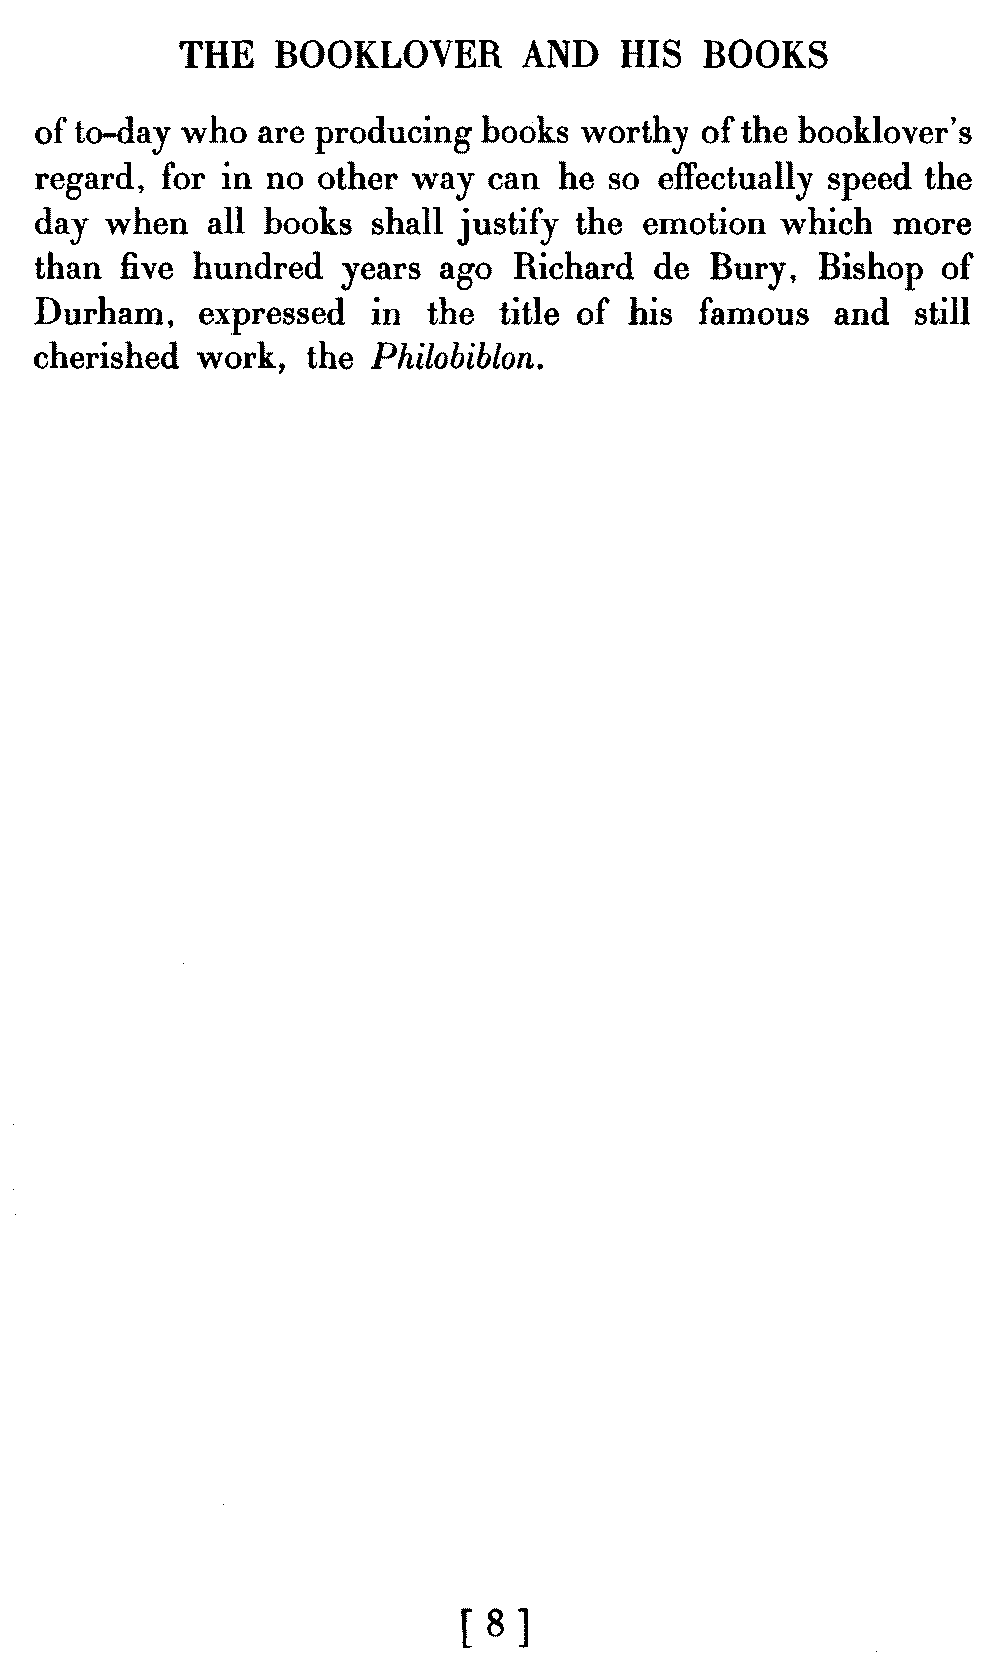 THE BOOKLOVER AND HIS BOOKS
of to-day who are producing books worthy of the booklover's
regard, for in no other way can he so effectually speed the
day when all books shall justify the emotion which more
than five hundred years ago Richard de Bury, Bishop of
Durham, expressed in the title of his famous and still
cherished work, the Philobiblon.
[ 8 ]